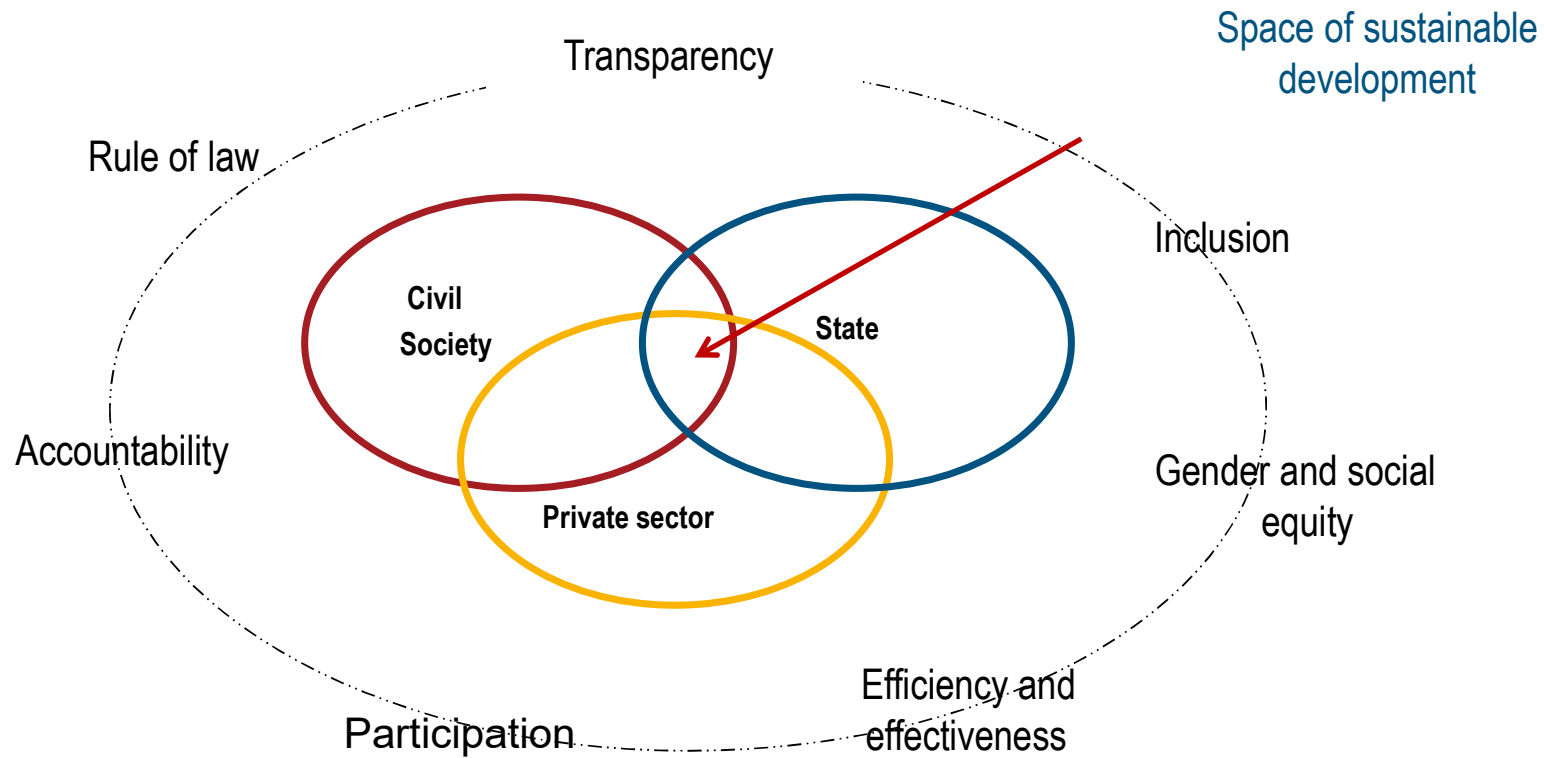 Space of sustainable
development
Transparency
Rule of law
Inclusion
Civil
Society
State
Accountability
Gender and social
equity
Private sector
Efficiency and
effectiveness
Participation